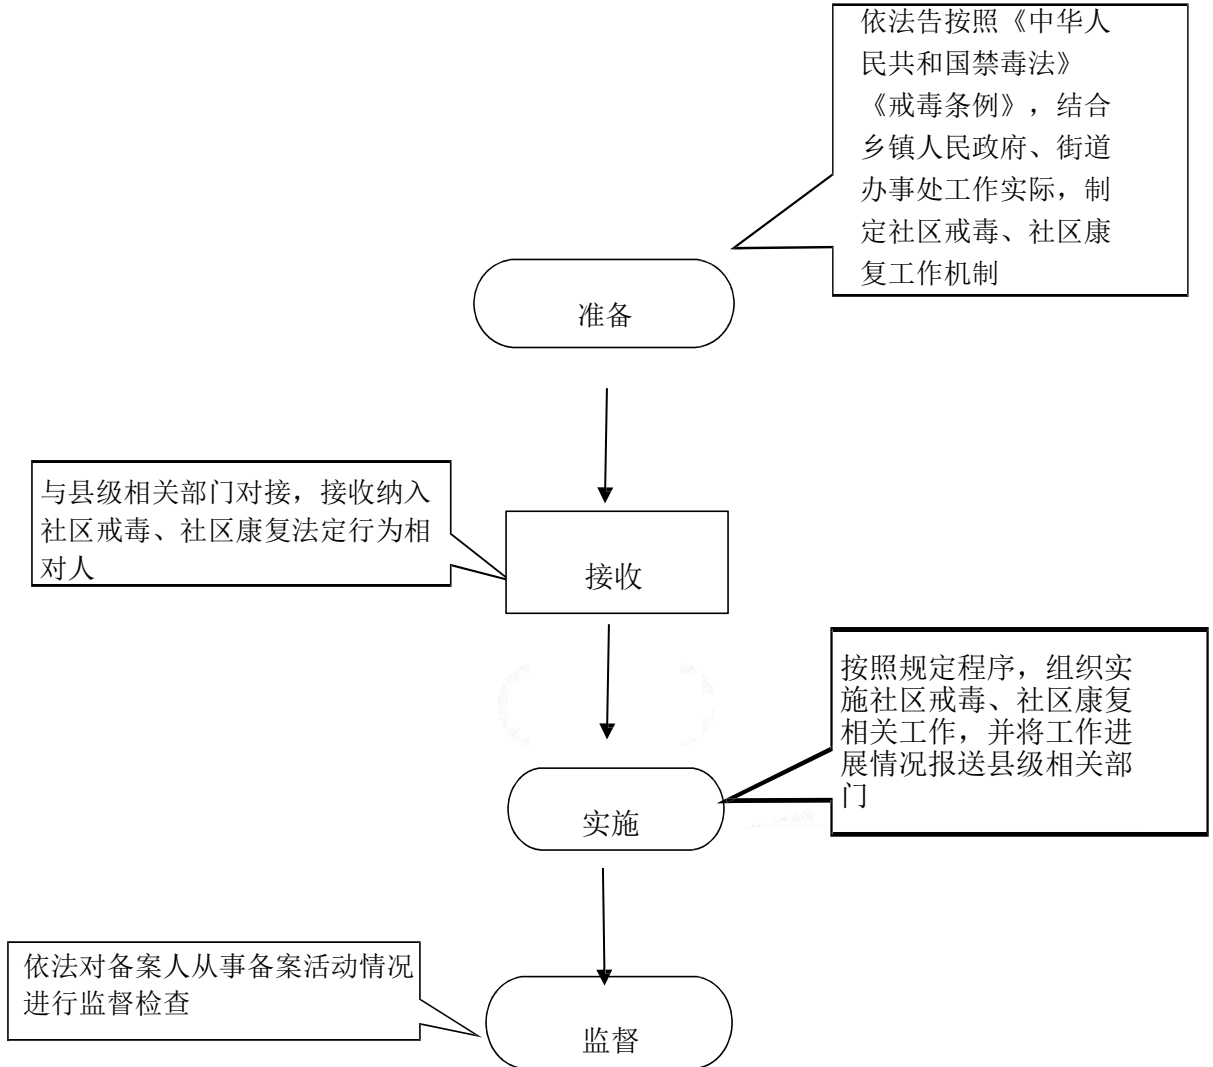 依法告按照《中华人
民共和国禁毒法》
《戒毒条例》，结合
乡镇人民政府、街道
办事处工作实际，制
定社区戒毒、社区康
复工作机制
准备
与县级相关部门对接，接收纳入
社区戒毒、社区康复法定行为相
对人
接收
按照规定程序，组织实
施社区戒毒、社区康复
相关工作，并将工作进
展情况报送县级相关部
门
实施
依法对备案人从事备案活动情况
进行监督检查
监督